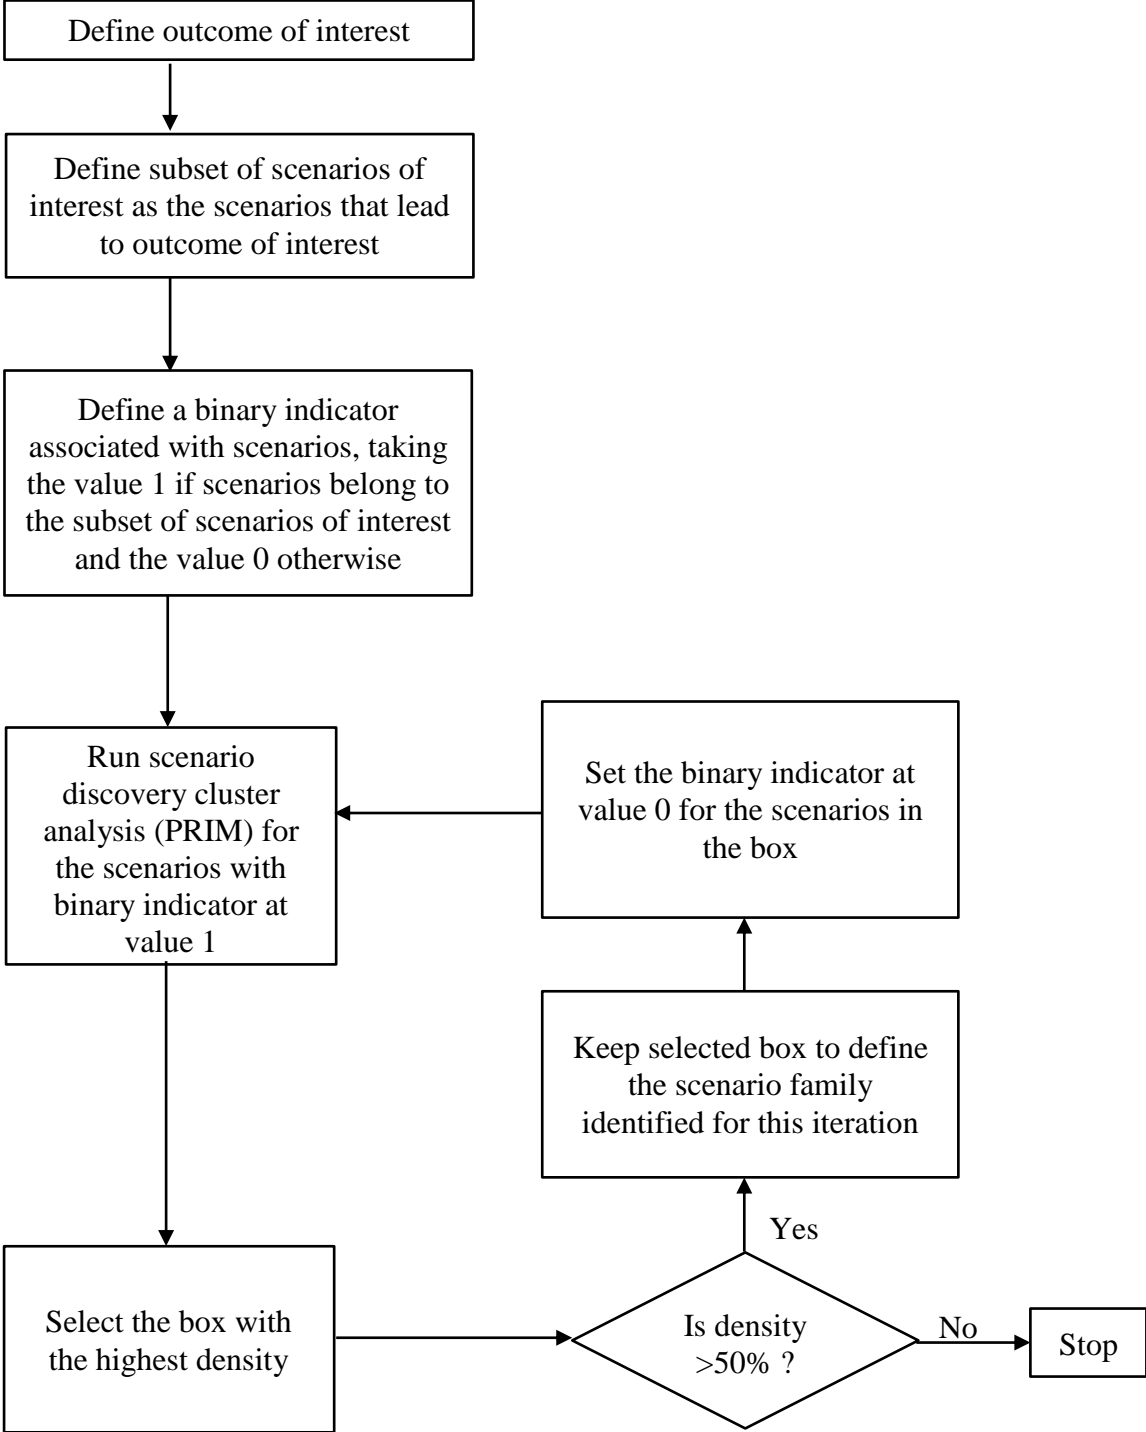 Define outcome of interest
Define subset of scenarios of
interest as the scenarios that lead
to outcome of interest
Define a binary indicator
associated with scenarios, taking
the value 1 if scenarios belong to
the subset of scenarios of interest
and the value 0 otherwise
Run scenario
discovery cluster
analysis (PRIM) for
the scenarios with
binary indicator at
value 1
Set the binary indicator at
value 0 for the scenarios in
the box
Keep selected box to define
the scenario family
identified for this iteration
Yes
Select the box with
the highest density
Is density
>50% ?
No
Stop